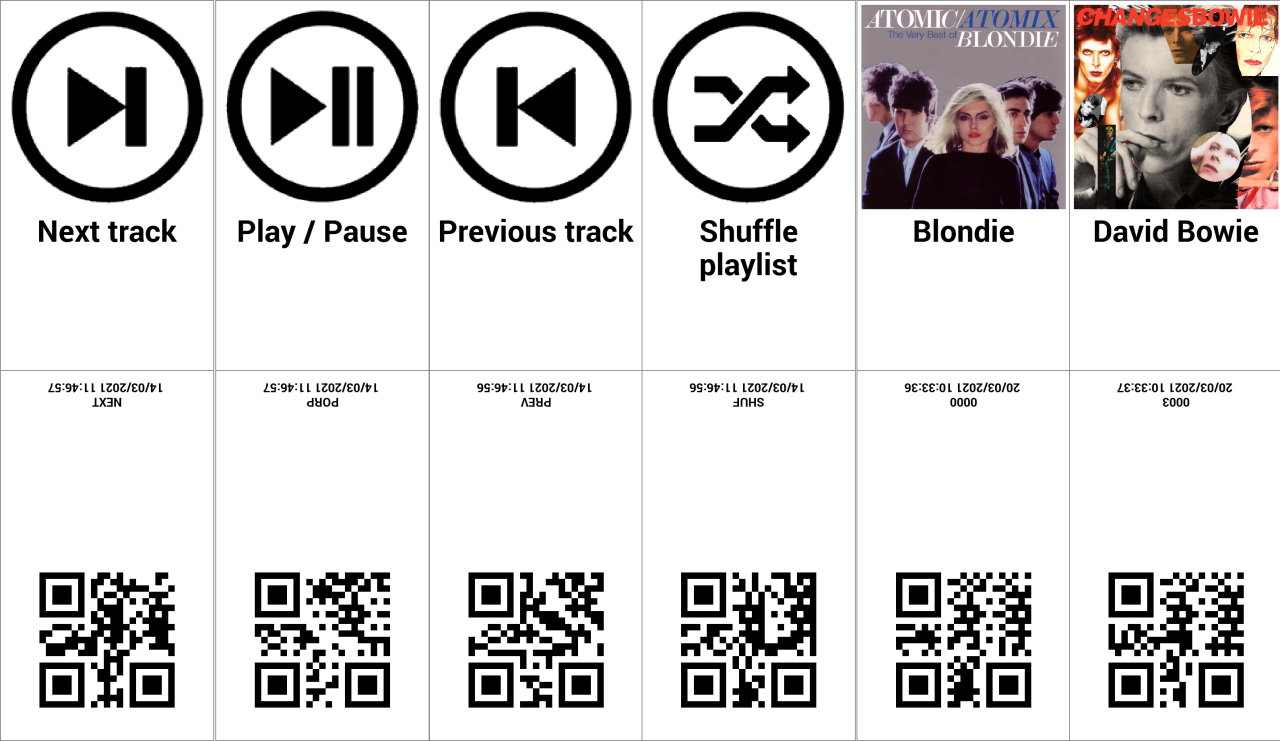 ATOMIC/ATOMIX
The Very Best of
BLONDIE
CHANGESBOWIE
Next track
Play / Pause
Previous track
Shuffle
playlist
Blondie
David Bowie
14/03/2021 11:46:57
NEXT
14/03/2021 11:46:57
PORP
14/03/2021 11:46:56
PREV
14/03/2021 11:46:56
SHUF
20/03/2021 10:33:36
0000
20/03/2021 10:33:37
0003